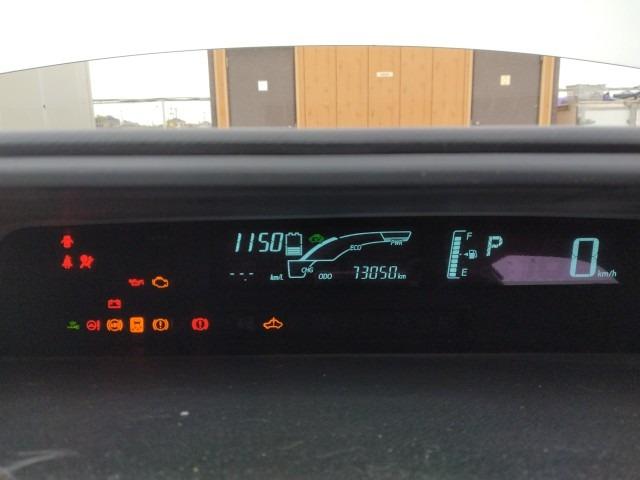 1150
ECO
PWR
CHG
---.- km/L
ODO 73050 km
F
E
P
0 km/h